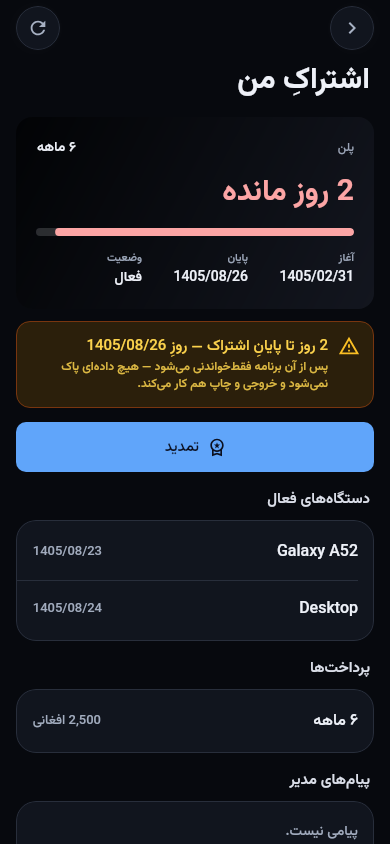 اشتراکِ من
پلن
۶ ماهه
2 روز مانده
آغاز
پایان
وضعیت
1405/02/31
1405/08/26
فعال
2 روز تا پایانِ اشتراک — روزِ 1405/08/26
پس از آن برنامه فقط‌خواندنی می‌شود — هیچ داده‌ای پاک
نمی‌شود و خروجی و چاپ هم کار می‌کند.
تمدید
دستگاه‌های فعال
Galaxy A52
1405/08/23
Desktop
1405/08/24
پرداخت‌ها
۶ ماهه
2,500 افغانی
پیام‌های مدیر
پیامی نیست.